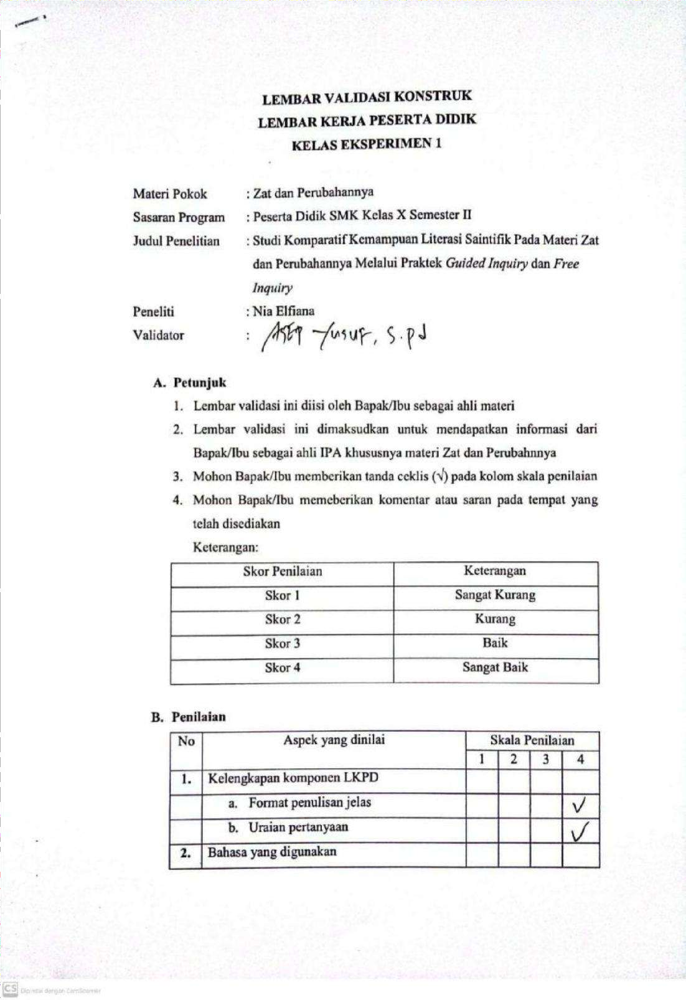 LEMBAR VALIDASI KONSTRUK
LEMBAR KERJA PESERTA DIDIK
KELAS EKSPERIMEN 1
Materi Pokok : Zat dan Perubahannya
Sasaran Program : Peserta Didik SMK Kelas X Semester II
Judul Penelitian : Studi Komparatif Kemampuan Literasi Saintifik Pada Materi Zat
dan Perubahannya Melalui Praktek Guided Inquiry dan Free
Inquiry
Peneliti : Nia Elfiana
Validator : ASEP Yusuf, S.pd
A. Petunjuk
1. Lembar validasi ini diisi oleh Bapak/Ibu sebagai ahli materi
2. Lembar validasi ini dimaksudkan untuk mendapatkan informasi dari
Bapak/Ibu sebagai ahli IPA khususnya materi Zat dan Perubahnnya
3. Mohon Bapak/Ibu memberikan tanda ceklis (√) pada kolom skala penilaian
4. Mohon Bapak/Ibu memeberikan komentar atau saran pada tempat yang
telah disediakan
Keterangan:
Skor Penilaian Keterangan
Skor 1 Sangat Kurang
Skor 2 Kurang
Skor 3 Baik
Skor 4 Sangat Baik
B. Penilaian
No Aspek yang dinilai Skala Penilaian
1 2 3 4
1. Kelengkapan komponen LKPD
a. Format penulisan jelas √
b. Uraian pertanyaan √
2. Bahasa yang digunakan
CS Dipindai dengan CamScanner